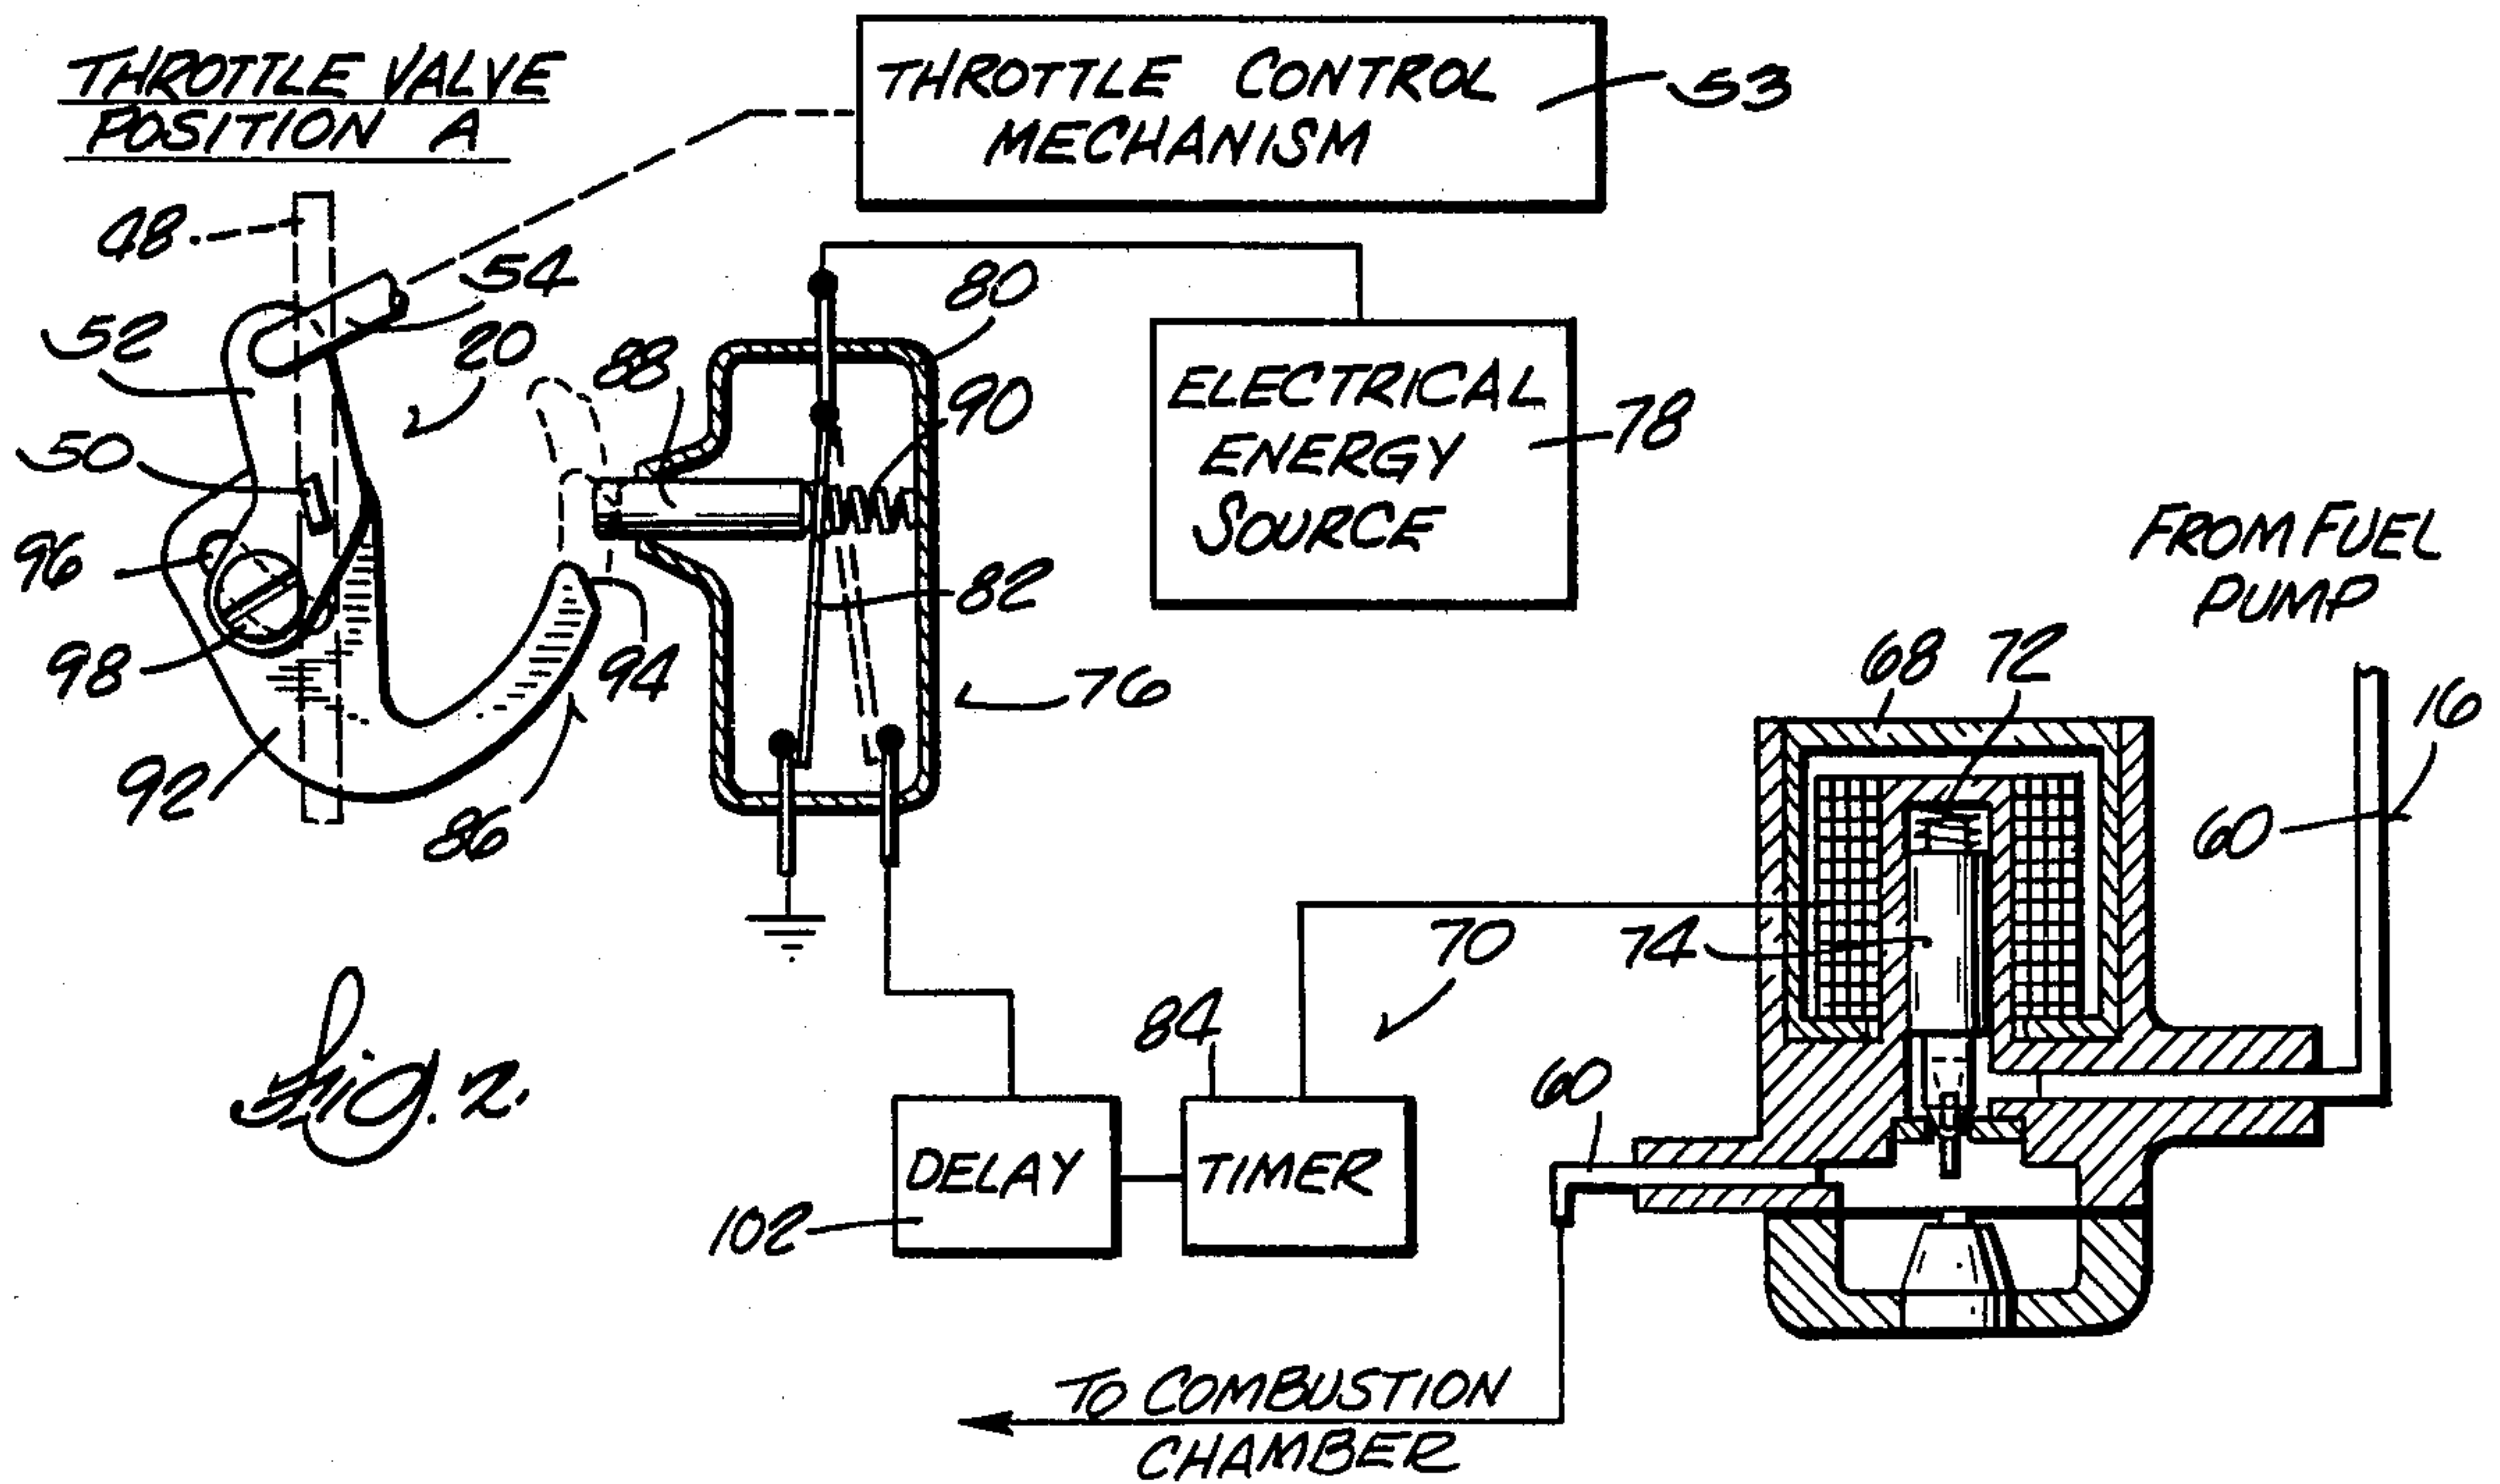 THROTTLE VALVE
POSITION A
THROTTLE CONTROL
MECHANISM
53
48
54
52
20
88
80
90
50
ELECTRICAL
ENERGY
SOURCE
78
96
82
98
94
76
92
86
FROM FUEL
PUMP
68 72
16
60
74
70
84
60
DELAY
TIMER
102
Fig. 2.
TO COMBUSTION
CHAMBER